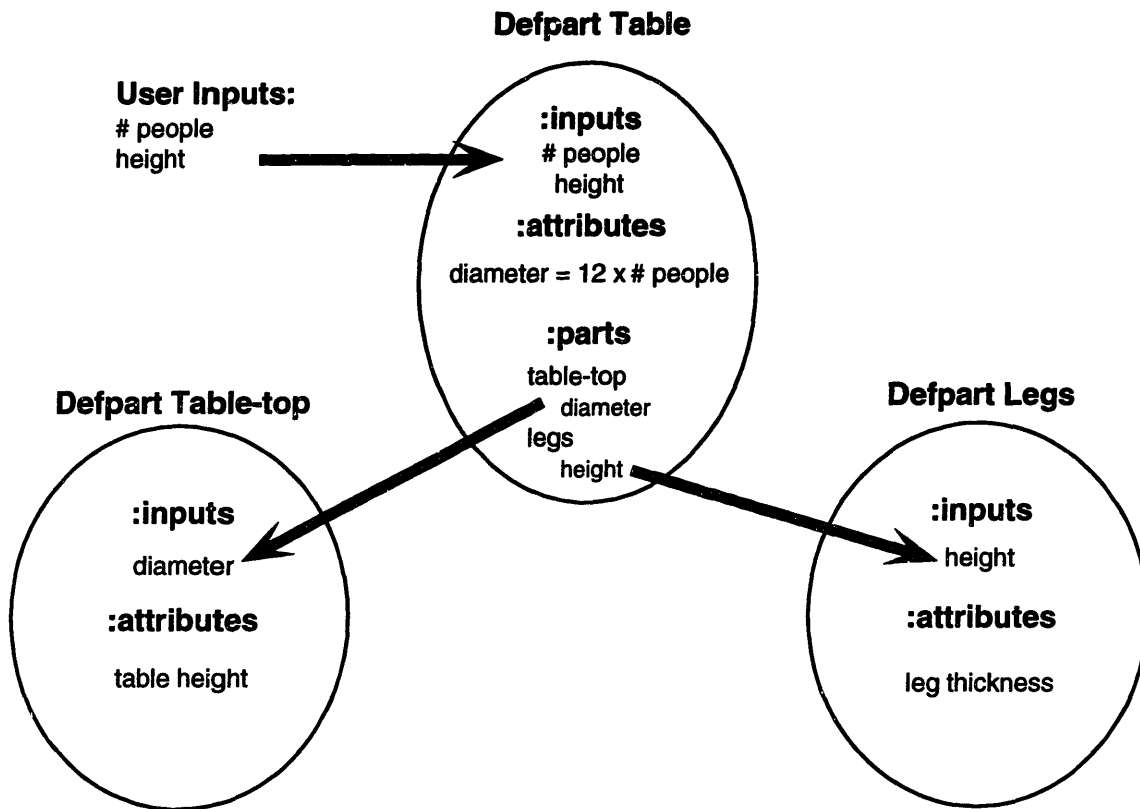 Defpart Table
User Inputs:
# people
height
:inputs
# people
height
:attributes
diameter = 12 x # people
:parts
table-top
diameter
legs
height
Defpart Table-top
:inputs
diameter
:attributes
table height
Defpart Legs
:inputs
height
:attributes
leg thickness